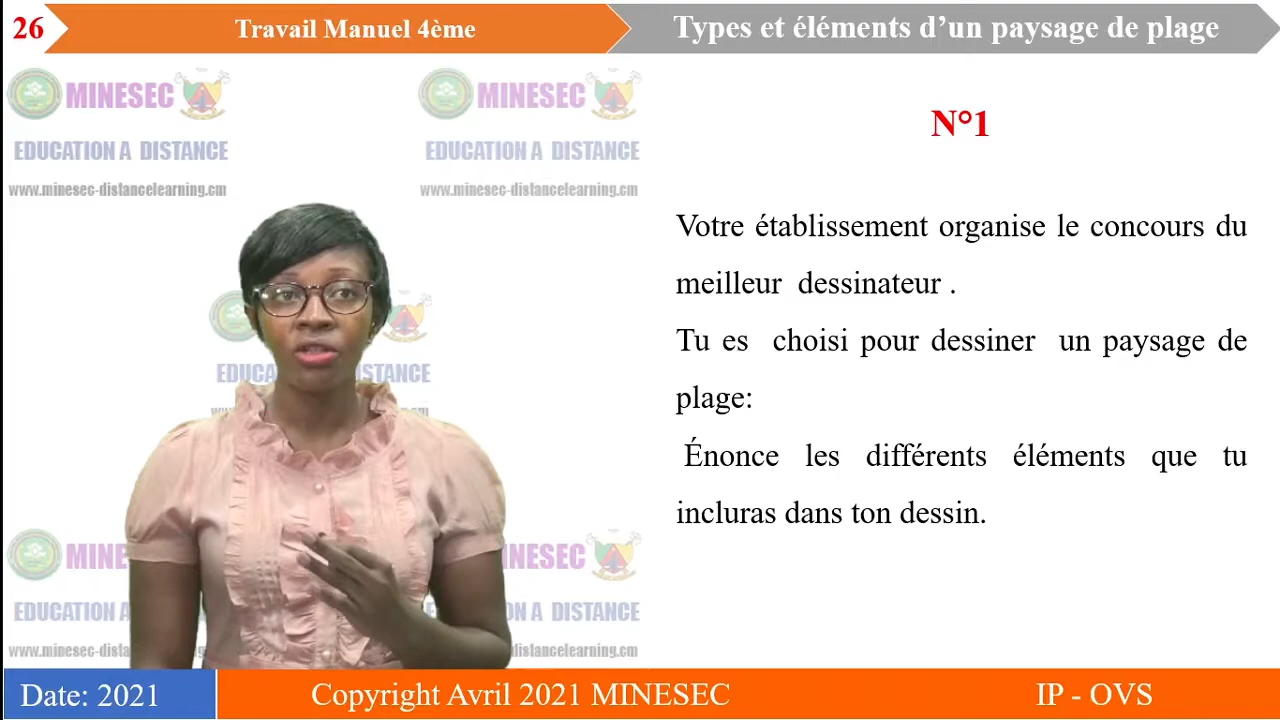 26
Travail Manuel 4ème
Types et éléments d’un paysage de plage
MINESEC
EDUCATION A DISTANCE
www.minesec-distancelearning.cm
MINESEC
EDUCATION A DISTANCE
www.minesec-distancelearning.cm
N°1
Votre établissement organise le concours du
meilleur dessinateur .
Tu es choisi pour dessiner un paysage de
plage:
Énonce les différents éléments que tu
incluras dans ton dessin.
Date: 2021
Copyright Avril 2021 MINESEC
IP - OVS